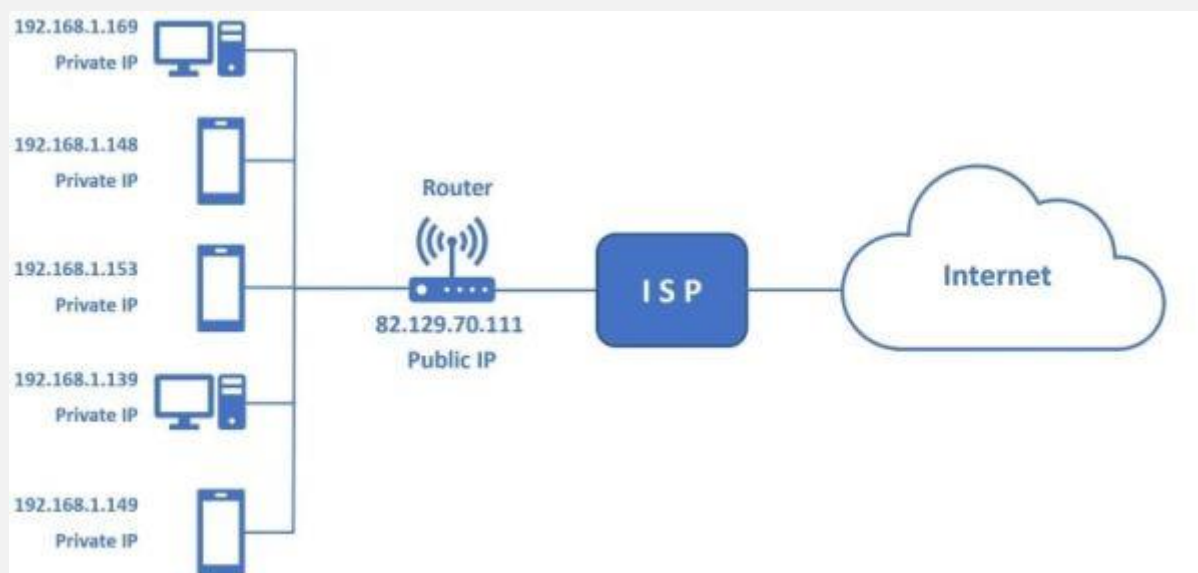 192.168.1.169
Private IP
192.168.1.148
Private IP
192.168.1.153
Private IP
192.168.1.139
Private IP
192.168.1.149
Private IP
Router
82.129.70.111
Public IP
ISP
Internet